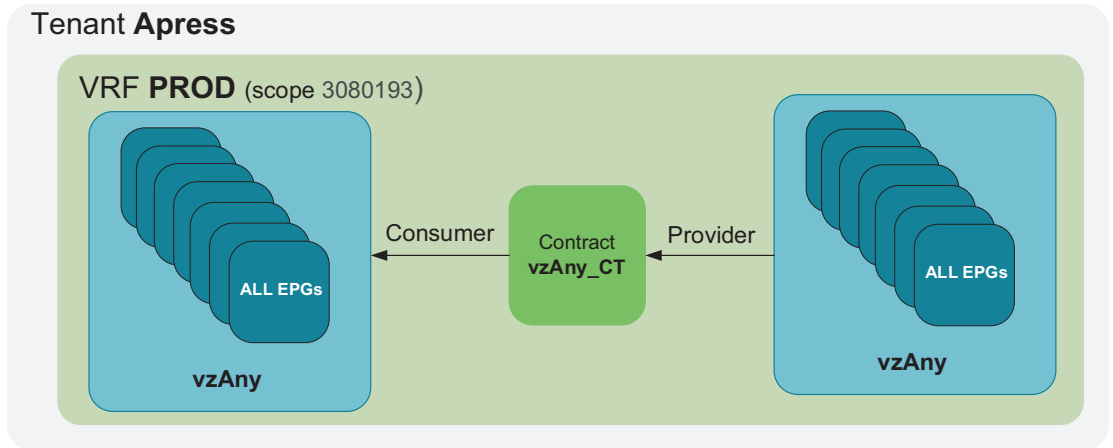 Tenant Apress
VRF PROD (scope 3080193)
Consumer
Provider
Contract
vzAny_CT
ALL EPGs
ALL EPGs
vzAny
vzAny